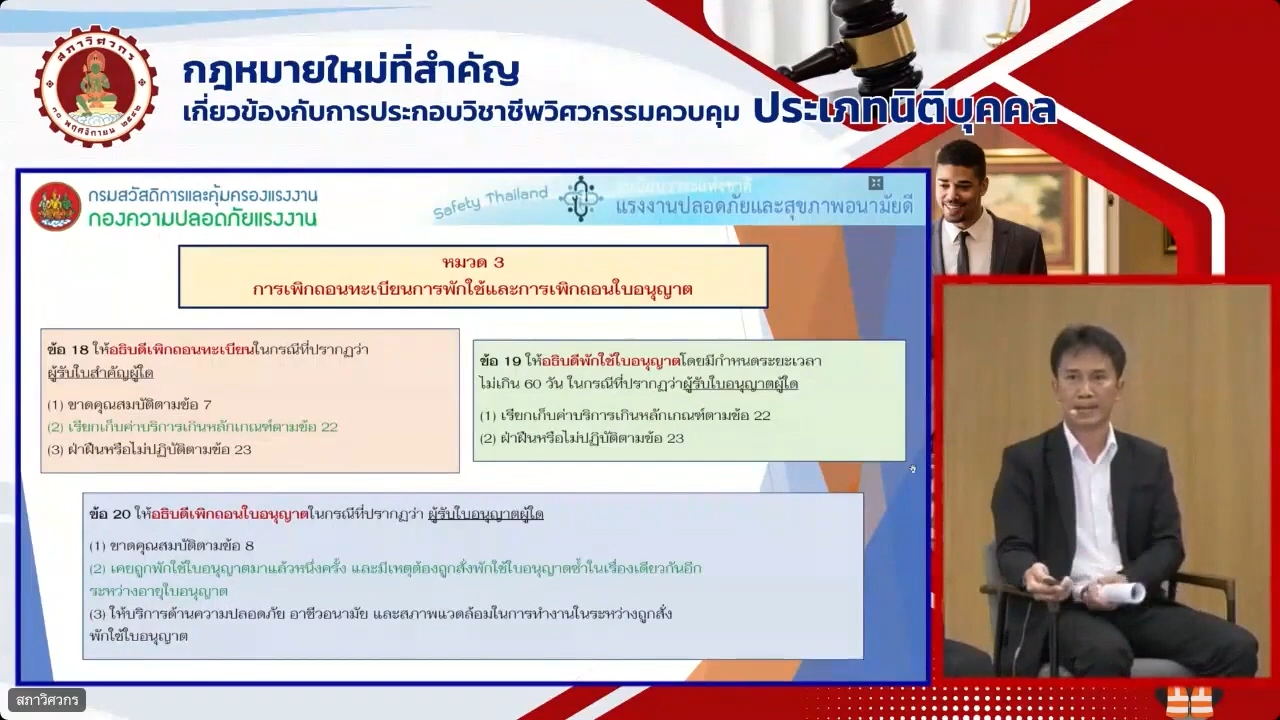 สภาวิศวกร
๓๐ พฤศจิกายน ๒๕๔๒
กฎหมายใหม่ที่สำคัญ
เกี่ยวข้องกับการประกอบวิชาชีพวิศวกรรมควบคุม ประเภทนิติบุคคล
กรมสวัสดิการและคุ้มครองแรงงาน
กองความปลอดภัยแรงงาน
Safety Thailand
แรงงานปลอดภัยและสุขภาพอนามัยดี
หมวด 3
การเพิกถอนทะเบียนการพักใช้และการเพิกถอนใบอนุญาต
ข้อ 18 ให้อธิบดีเพิกถอนทะเบียนในกรณีที่ปรากฏว่า
ผู้รับใบสำคัญผู้ใด
(1) ขาดคุณสมบัติตามข้อ 7
(2) เรียกเก็บค่าบริการเกินหลักเกณฑ์ตามข้อ 22
(3) ฝ่าฝืนหรือไม่ปฏิบัติตามข้อ 23
ข้อ 19 ให้อธิบดีพักใช้ใบอนุญาตโดยมีกำหนดระยะเวลา
ไม่เกิน 60 วัน ในกรณีที่ปรากฏว่าผู้รับใบอนุญาตผู้ใด
(1) เรียกเก็บค่าบริการเกินหลักเกณฑ์ตามข้อ 22
(2) ฝ่าฝืนหรือไม่ปฏิบัติตามข้อ 23
ข้อ 20 ให้อธิบดีเพิกถอนใบอนุญาตในกรณีที่ปรากฏว่า ผู้รับใบอนุญาตผู้ใด
(1) ขาดคุณสมบัติตามข้อ 8
(2) เคยถูกพักใช้ใบอนุญาตมาแล้วหนึ่งครั้ง และมีเหตุต้องถูกสั่งพักใช้ใบอนุญาตซ้ำในเรื่องเดียวกันอีก
ระหว่างอายุใบอนุญาต
(3) ให้บริการด้านความปลอดภัย อาชีวอนามัย และสภาพแวดล้อมในการทำงานในระหว่างถูกสั่ง
พักใช้ใบอนุญาต
สภาวิศวกร